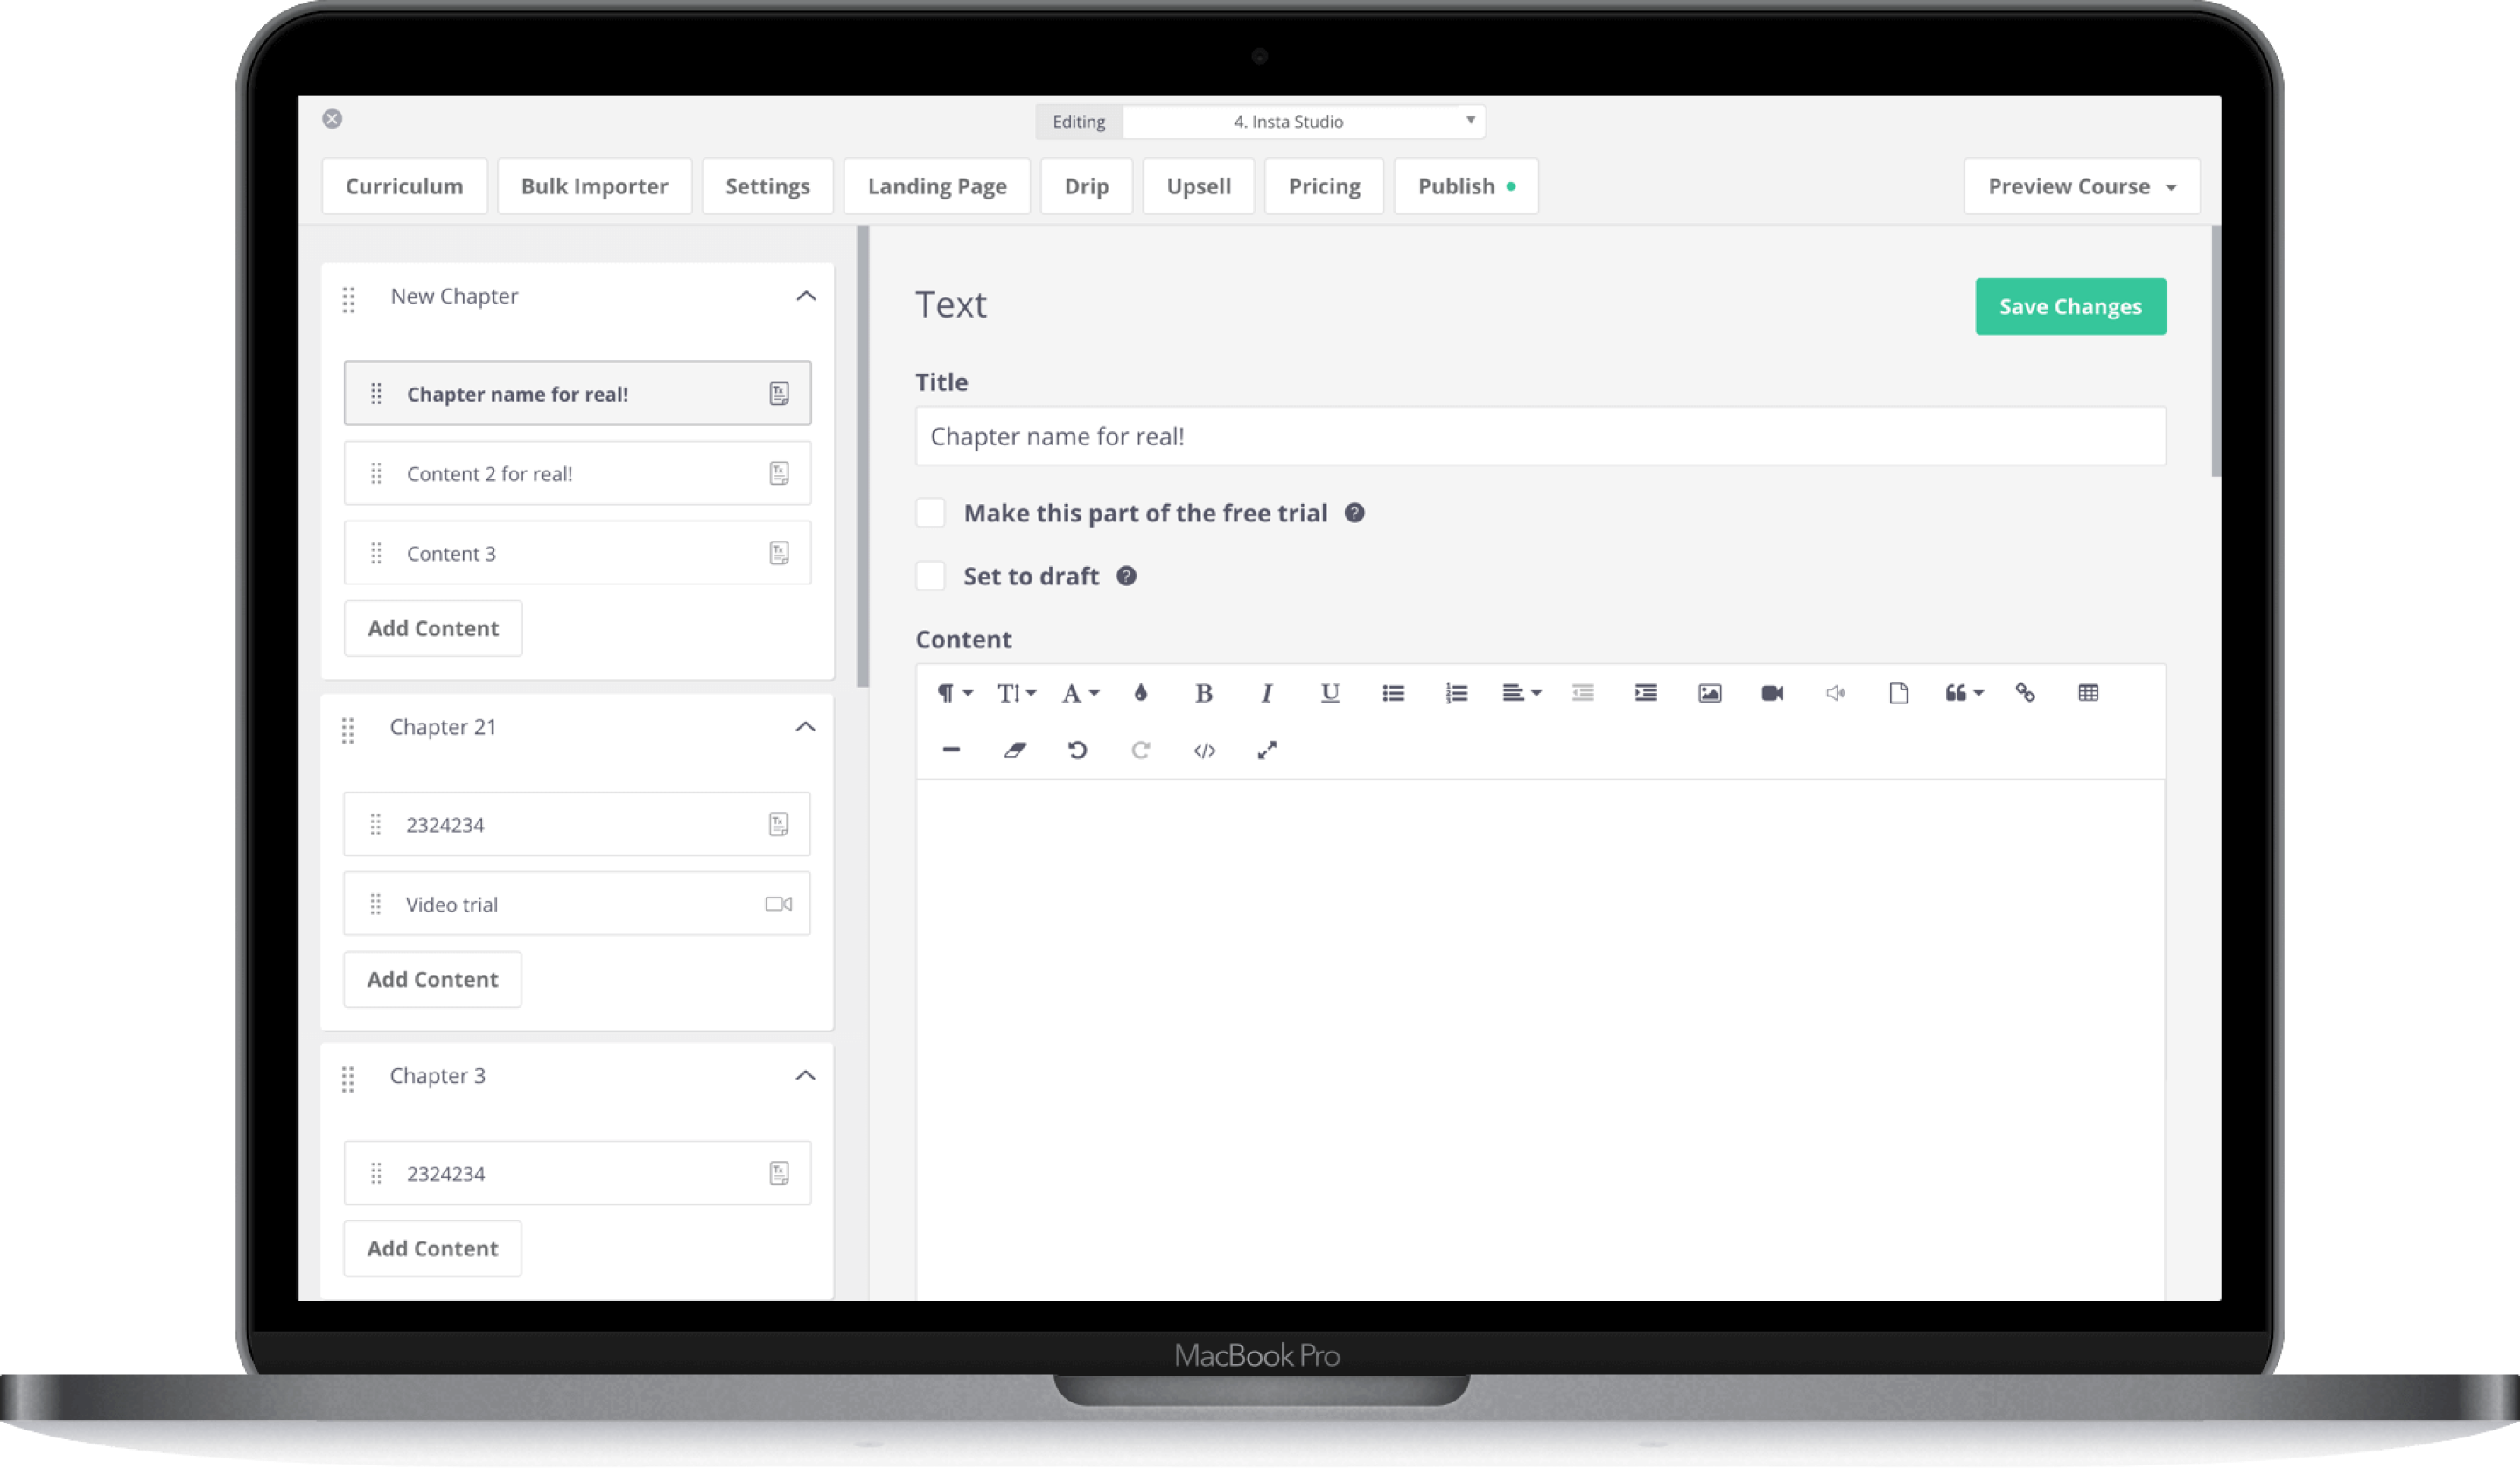 Editing 4. Insta Studio
Curriculum Bulk Importer Settings Landing Page Drip Upsell Pricing Publish Preview Course
New Chapter
Chapter name for real!
Content 2 for real!
Content 3
Add Content
Chapter 21
2324234
Video trial
Add Content
Chapter 3
2324234
Add Content
Text
Save Changes
Title
Chapter name for real!
Make this part of the free trial
Set to draft
Content
MacBook Pro